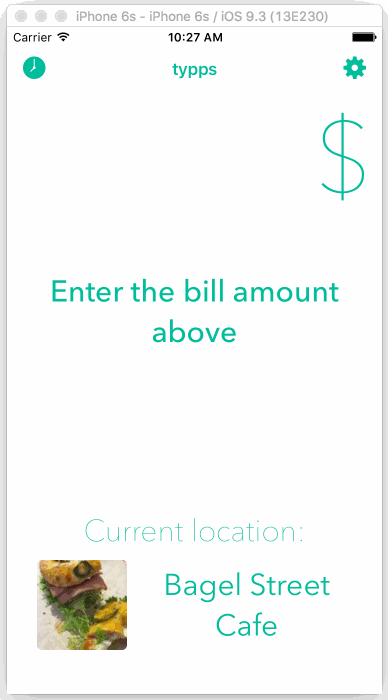 iPhone 6s - iPhone 6s / iOS 9.3 (13E230)
Carrier 10:27 AM
typps
$
Enter the bill amount
above
Current location:
Bagel Street
Cafe